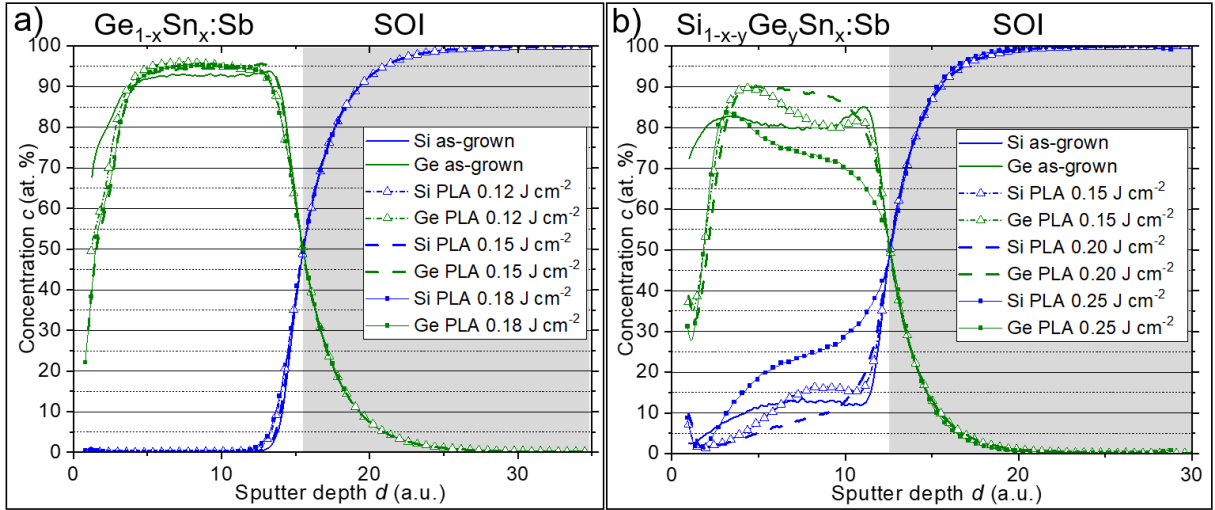 a) Ge1-xSnx:Sb SOI
Concentration c (at. %)
100
90
80
70
60
50
40
30
20
10
0
Si as-grown
Ge as-grown
Si PLA 0.12 J cm-2
Ge PLA 0.12 J cm-2
Si PLA 0.15 J cm-2
Ge PLA 0.15 J cm-2
Si PLA 0.18 J cm-2
Ge PLA 0.18 J cm-2
0 10 20 30
Sputter depth d (a.u.)
b) Si1-x-yGeySnx:Sb SOI
Concentration c (at. %)
100
90
80
70
60
50
40
30
20
10
0
Si as-grown
Ge as-grown
Si PLA 0.15 J cm-2
Ge PLA 0.15 J cm-2
Si PLA 0.20 J cm-2
Ge PLA 0.20 J cm-2
Si PLA 0.25 J cm-2
Ge PLA 0.25 J cm-2
0 10 20 30
Sputter depth d (a.u.)